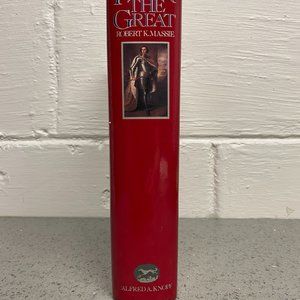 THE
GREAT
ROBERT K. MASSIE
ALFRED A. KNOPF